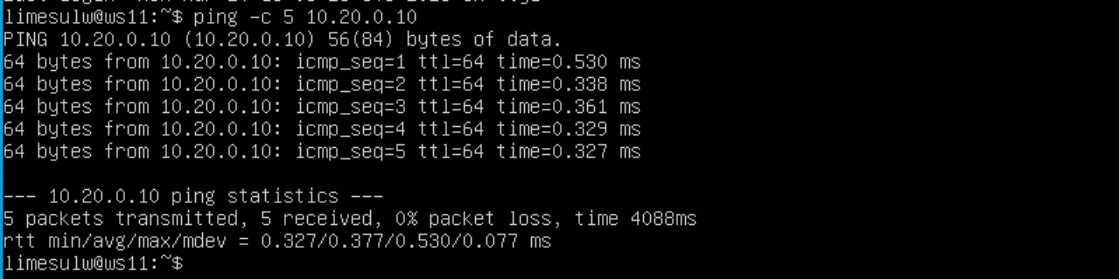 limesulw@ws11:~$ ping -c 5 10.20.0.10
PING 10.20.0.10 (10.20.0.10) 56(84) bytes of data.
64 bytes from 10.20.0.10: icmp_seq=1 ttl=64 time=0.530 ms
64 bytes from 10.20.0.10: icmp_seq=2 ttl=64 time=0.338 ms
64 bytes from 10.20.0.10: icmp_seq=3 ttl=64 time=0.361 ms
64 bytes from 10.20.0.10: icmp_seq=4 ttl=64 time=0.329 ms
64 bytes from 10.20.0.10: icmp_seq=5 ttl=64 time=0.327 ms
--- 10.20.0.10 ping statistics ---
5 packets transmitted, 5 received, 0% packet loss, time 4088ms
rtt min/avg/max/mdev = 0.327/0.377/0.530/0.077 ms
limesulw@ws11:~$